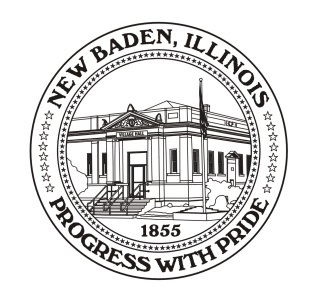 NEW BADEN, ILLINOIS
VILLAGE HALL
1855
PROGRESS WITH PRIDE